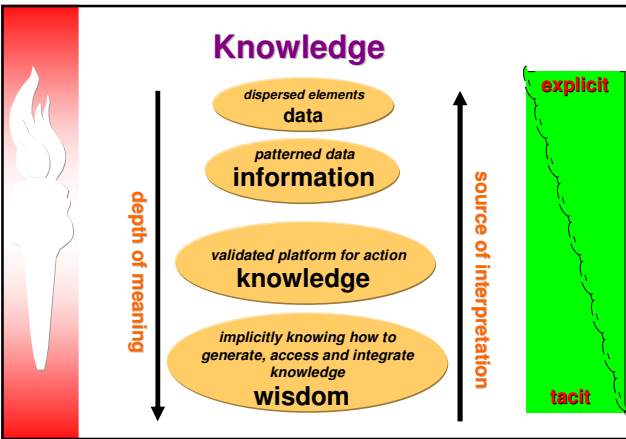 Knowledge
dispersed elements
data
patterned data
information
validated platform for action
knowledge
implicitly knowing how to
generate, access and integrate
knowledge
wisdom
depth of meaning
source of interpretation
explicit
tacit